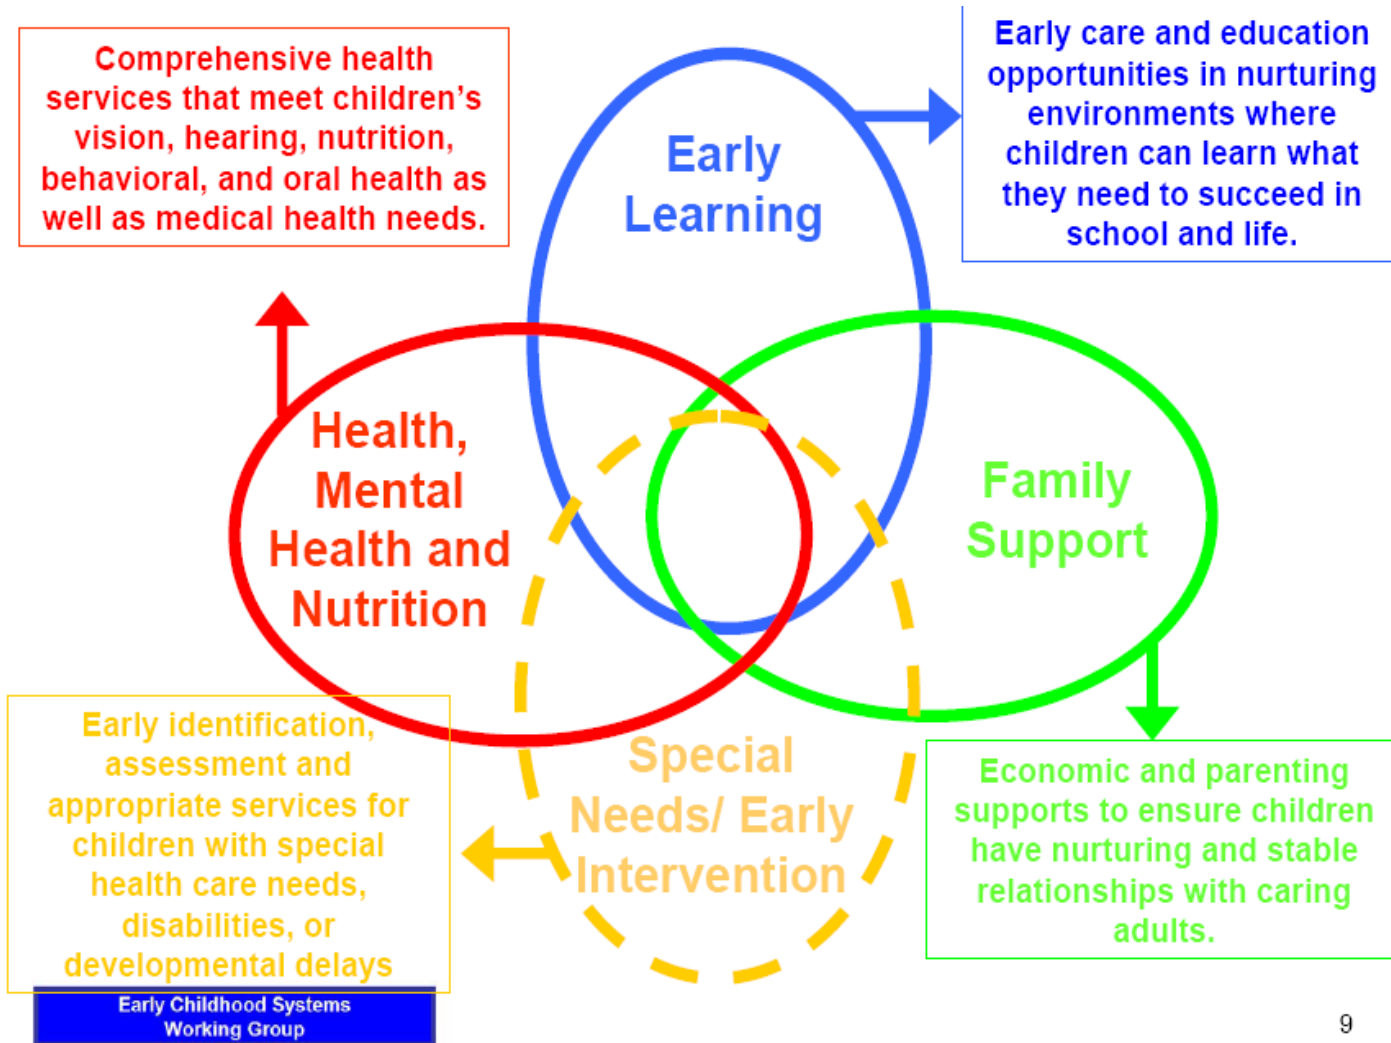 Comprehensive health
services that meet children's
vision, hearing, nutrition,
behavioral, and oral health as
well as medical health needs.
Early care and education
opportunities in nurturing
environments where
children can learn what
they need to succeed in
school and life.
Early
Learning
Health,
Mental
Health and
Nutrition
Family
Support
Special
Needs/ Early
Intervention
Early identification,
assessment and
appropriate services for
children with special
health care needs,
disabilities, or
developmental delays
Economic and parenting
supports to ensure children
have nurturing and stable
relationships with caring
adults.
Early Childhood Systems
Working Group
9